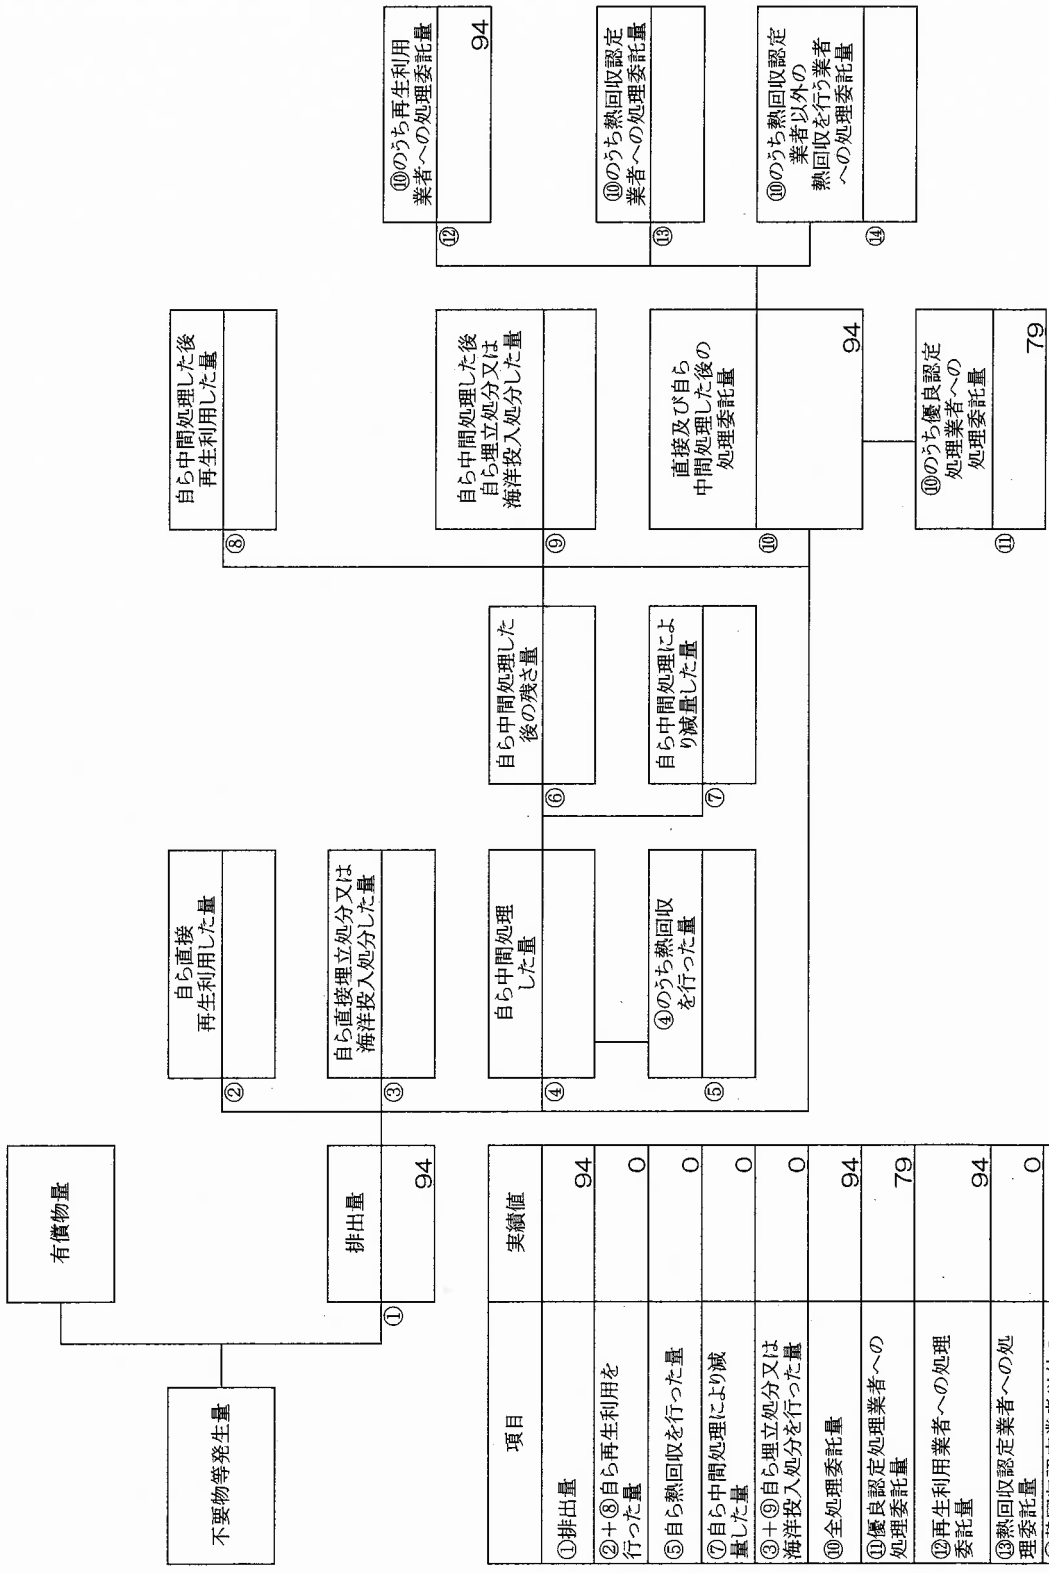 不要物等発生量
有償物量
排出量
①
94
自ら直接
再生利用した量
②
自ら直接埋立処分又は
海洋投入処分した量
③
自ら中間処理
した量
④
④のうち熱回収
を行った量
⑤
自ら中間処理した
後の残さ量
⑥
自ら中間処理によ
り減量した量
⑦
自ら中間処理した後
再生利用した量
⑧
自ら中間処理した後
自ら埋立処分又は
海洋投入処分した量
⑨
直接及び自ら
中間処理した後の
処理委託量
⑩
94
⑩のうち優良認定
処理業者への
処理委託量
⑪
79
⑩のうち再生利用
業者への処理委託量
⑫
94
⑩のうち熱回収認定
業者への処理委託量
⑬
⑩のうち熱回収認定
業者以外の
熱回収を行う業者
への処理委託量
⑭
項目 実績値
①排出量 94
②+⑧自ら再生利用を
行った量 0
⑤自ら熱回収を行った量 0
⑦自ら中間処理により減
量した量 0
③+⑨自ら埋立処分又は
海洋投入処分を行った量 0
⑩全処理委託量 94
⑪優良認定処理業者への
処理委託量 79
⑫再生利用業者への処理
委託量 94
⑬熱回収認定業者への処
理委託量 0